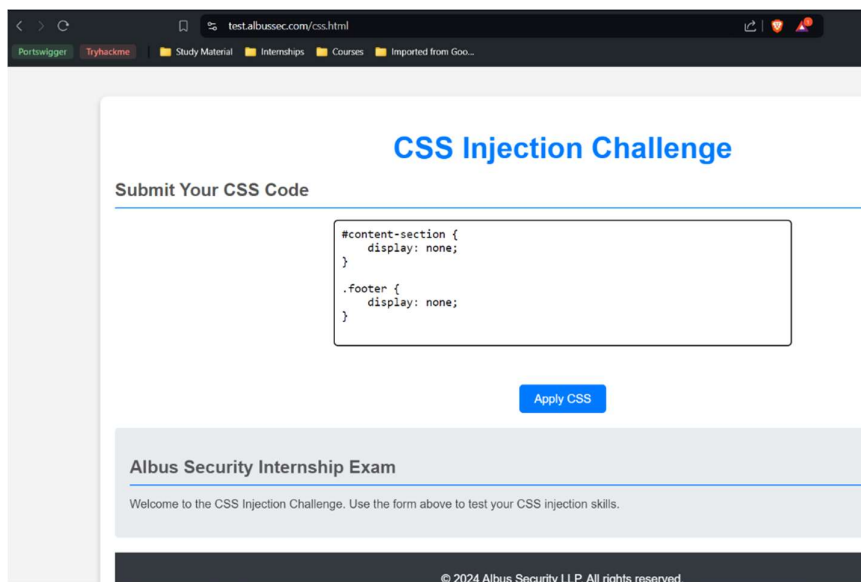 test.albussec.com/css.html
Portswigger Tryhackme Study Material Internships Courses Imported from Goo...
CSS Injection Challenge
Submit Your CSS Code
#content-section {
display: none;
}
.footer {
display: none;
}
Apply CSS
Albus Security Internship Exam
Welcome to the CSS Injection Challenge. Use the form above to test your CSS injection skills.
© 2024 Albus Security LLP. All rights reserved